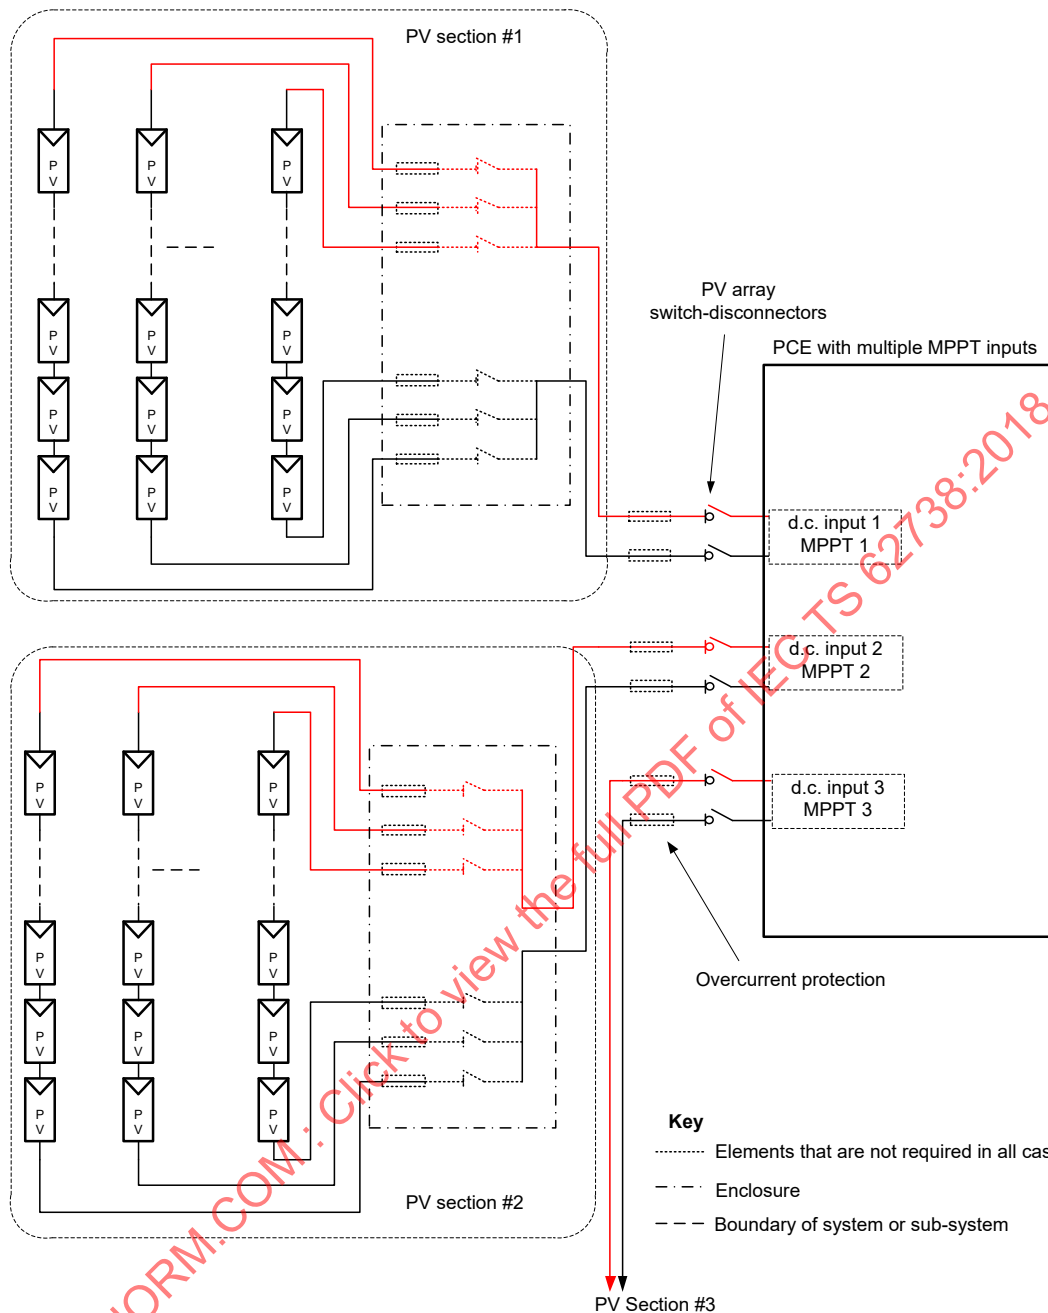 PV section #1
P
V
P
V
P
V
P
V
P
V
P
V
P
V
P
V
P
V
P
V
P
V
P
V
PV array
switch-disconnectors
PCE with multiple MPPT inputs
d.c. input 1
MPPT 1
d.c. input 2
MPPT 2
d.c. input 3
MPPT 3
Overcurrent protection
P
V
P
V
P
V
P
V
P
V
P
V
P
V
P
V
P
V
P
V
P
V
P
V
PV section #2
Key
Elements that are not required in all cas
Enclosure
Boundary of system or sub-system
PV Section #3
NORM.COM : Click to view the full PDF of IEC TS 62738:2018